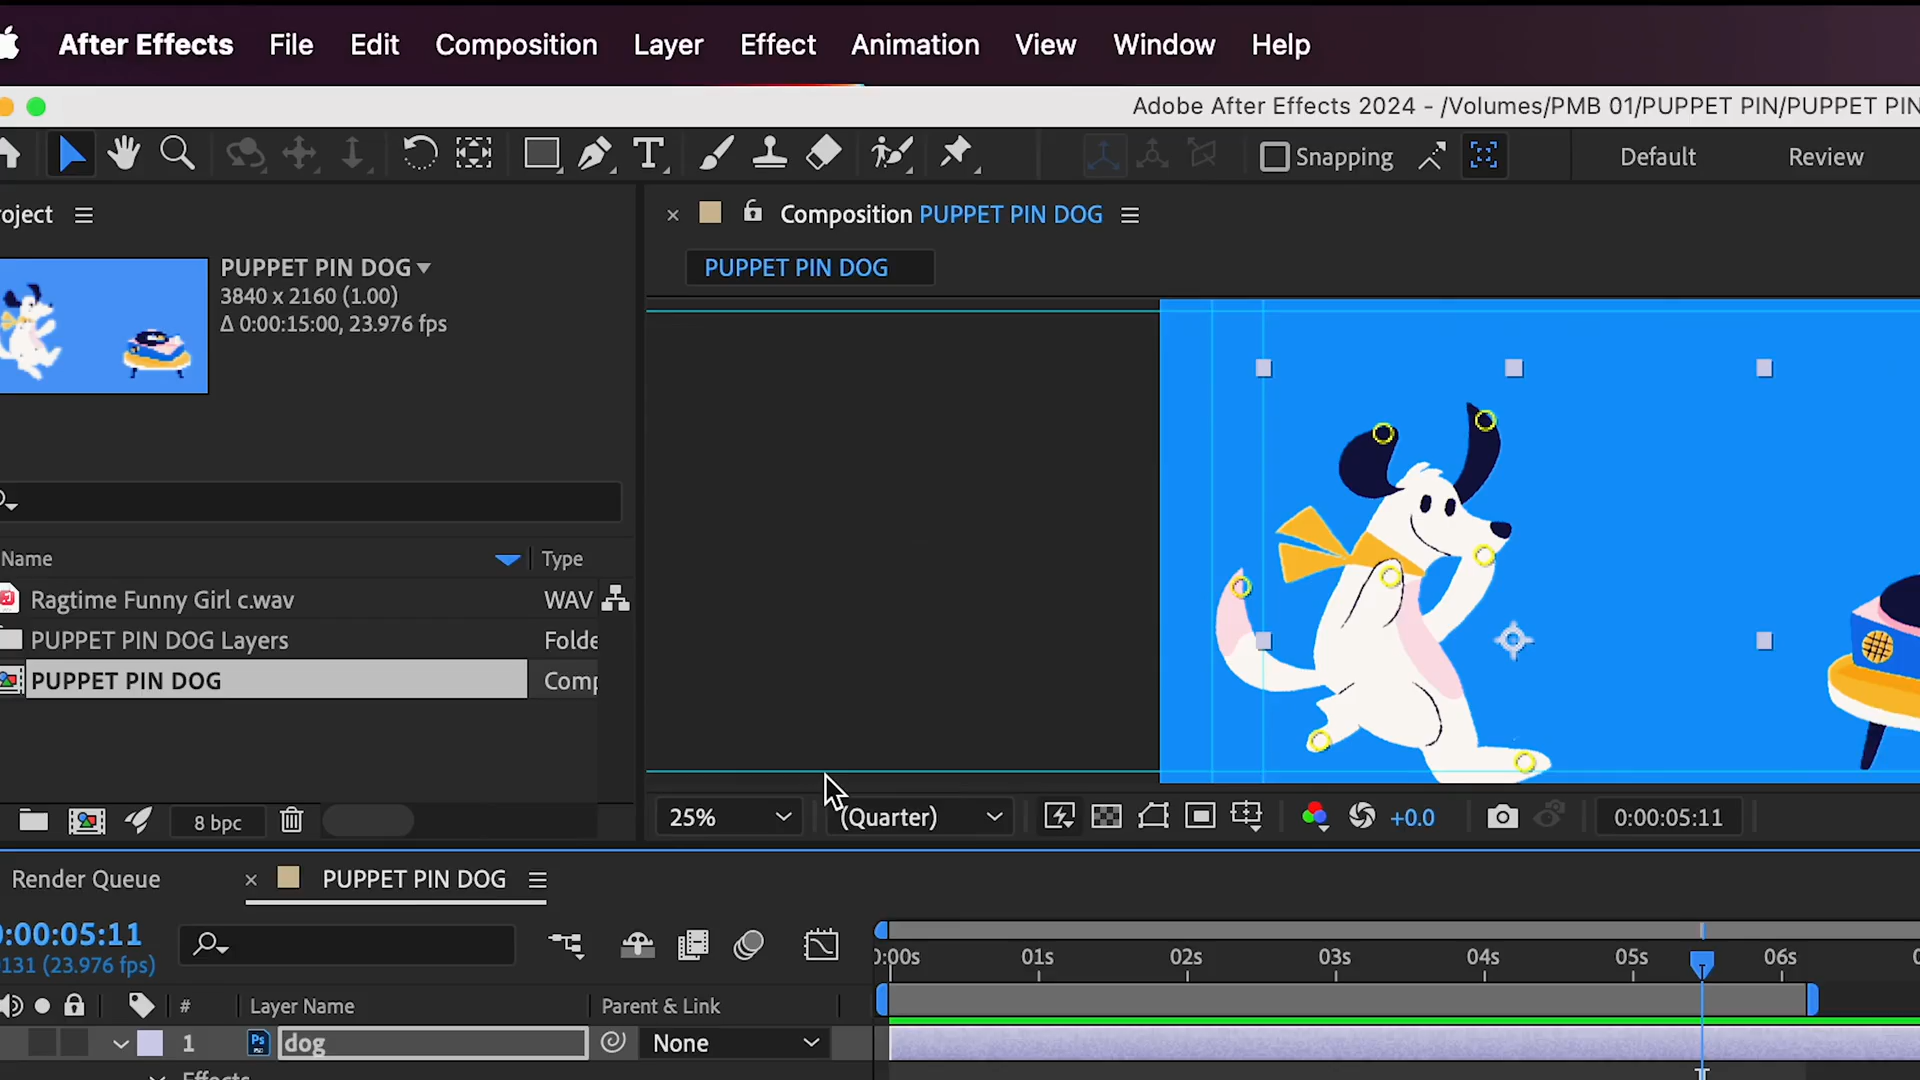 After Effects File Edit Composition Layer Effect Animation View Window Help
Adobe After Effects 2024 - /Volumes/PMB 01/PUPPET PIN/PUPPET PIN
Snapping Default Review
oject
Composition PUPPET PIN DOG
PUPPET PIN DOG
PUPPET PIN DOG
3840 x 2160 (1.00)
Δ 0:00:15:00, 23.976 fps
Name Type
Ragtime Funny Girl c.wav WAV
PUPPET PIN DOG Layers Folde
PUPPET PIN DOG Comp
8 bpc
25% (Quarter) +0.0 0:00:05:11
Render Queue PUPPET PIN DOG
0:00:05:11
131 (23.976 fps)
0:00s 01s 02s 03s 04s 05s 06s
# Layer Name Parent & Link
1 Ps dog None
Effects